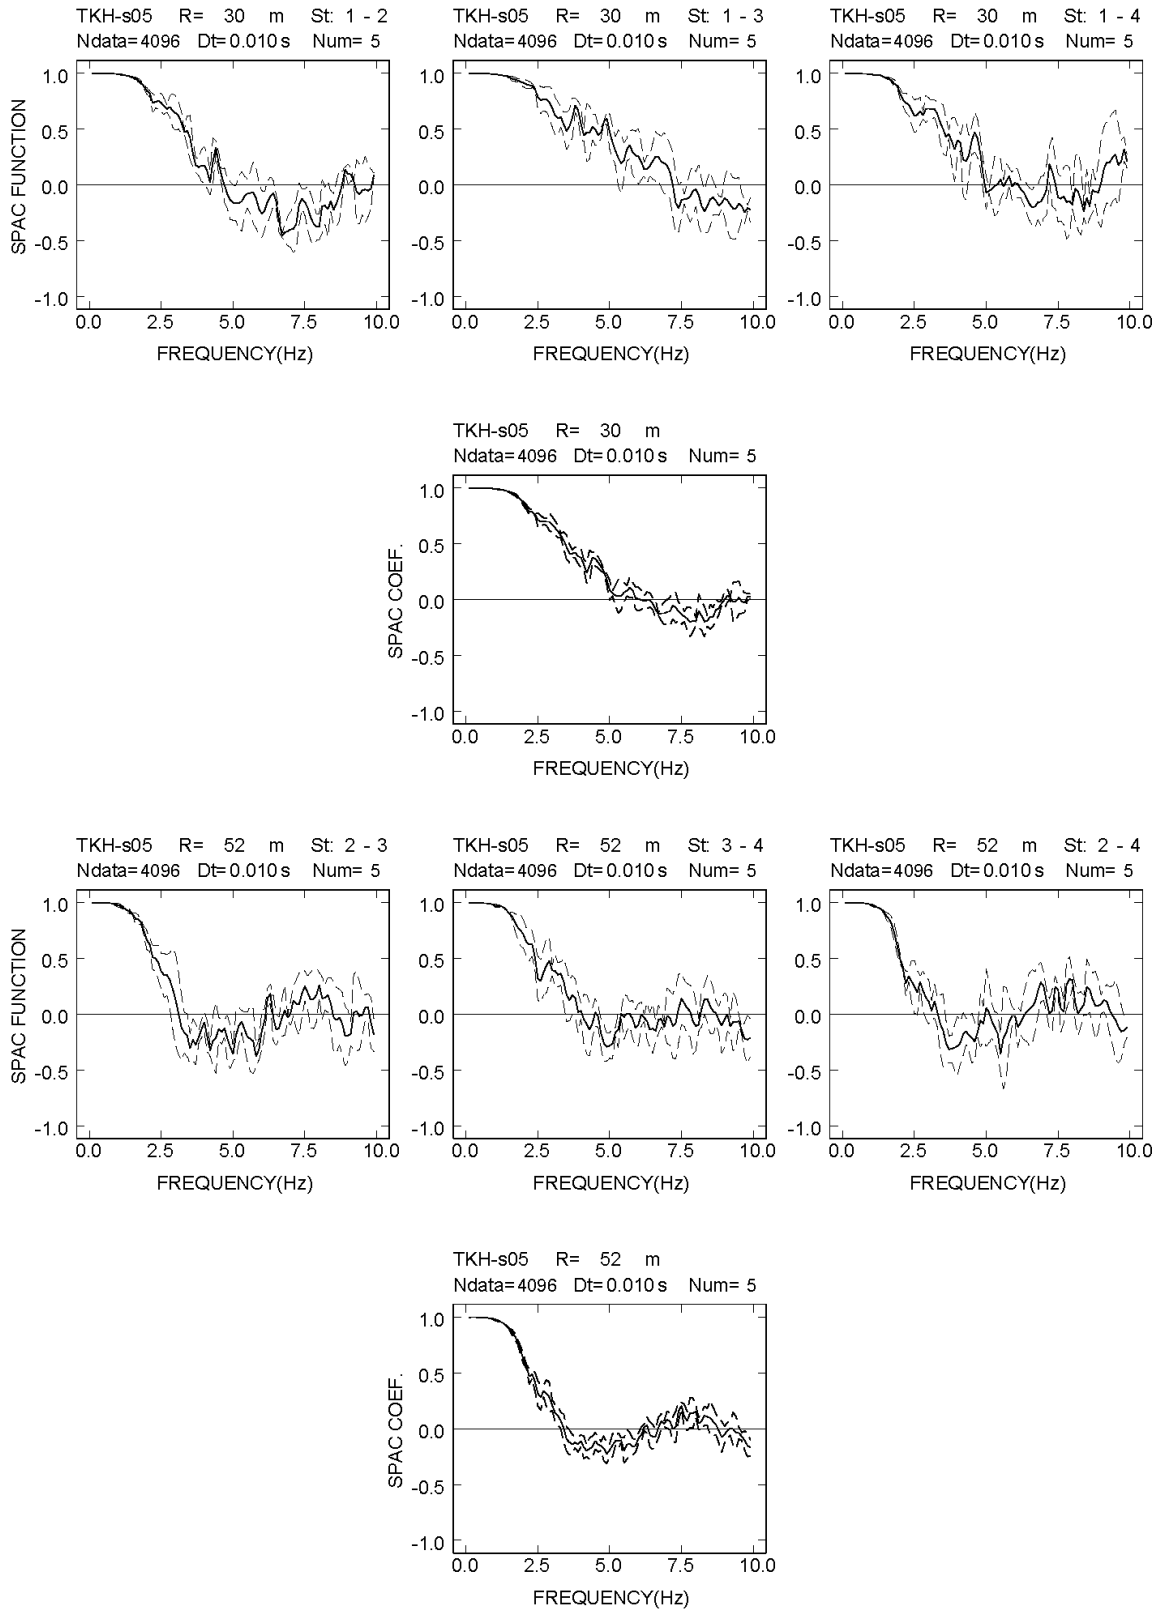 TKH-s05 R= 30 m St: 1 - 2
Ndata=4096 Dt=0.010 s Num= 5
1.0
0.5
0.0
-0.5
-1.0
SPAC FUNCTION
0.0 2.5 5.0 7.5 10.0
FREQUENCY(Hz)
TKH-s05 R= 30 m St: 1 - 3
Ndata=4096 Dt=0.010 s Num= 5
1.0
0.5
0.0
-0.5
-1.0
0.0 2.5 5.0 7.5 10.0
FREQUENCY(Hz)
TKH-s05 R= 30 m St: 1 - 4
Ndata=4096 Dt=0.010 s Num= 5
1.0
0.5
0.0
-0.5
-1.0
0.0 2.5 5.0 7.5 10.0
FREQUENCY(Hz)
TKH-s05 R= 30 m
Ndata=4096 Dt=0.010 s Num= 5
1.0
0.5
0.0
-0.5
-1.0
SPAC COEF.
0.0 2.5 5.0 7.5 10.0
FREQUENCY(Hz)
TKH-s05 R= 52 m St: 2 - 3
Ndata=4096 Dt=0.010 s Num= 5
1.0
0.5
0.0
-0.5
-1.0
SPAC FUNCTION
0.0 2.5 5.0 7.5 10.0
FREQUENCY(Hz)
TKH-s05 R= 52 m St: 3 - 4
Ndata=4096 Dt=0.010 s Num= 5
1.0
0.5
0.0
-0.5
-1.0
0.0 2.5 5.0 7.5 10.0
FREQUENCY(Hz)
TKH-s05 R= 52 m St: 2 - 4
Ndata=4096 Dt=0.010 s Num= 5
1.0
0.5
0.0
-0.5
-1.0
0.0 2.5 5.0 7.5 10.0
FREQUENCY(Hz)
TKH-s05 R= 52 m
Ndata=4096 Dt=0.010 s Num= 5
1.0
0.5
0.0
-0.5
-1.0
SPAC COEF.
0.0 2.5 5.0 7.5 10.0
FREQUENCY(Hz)